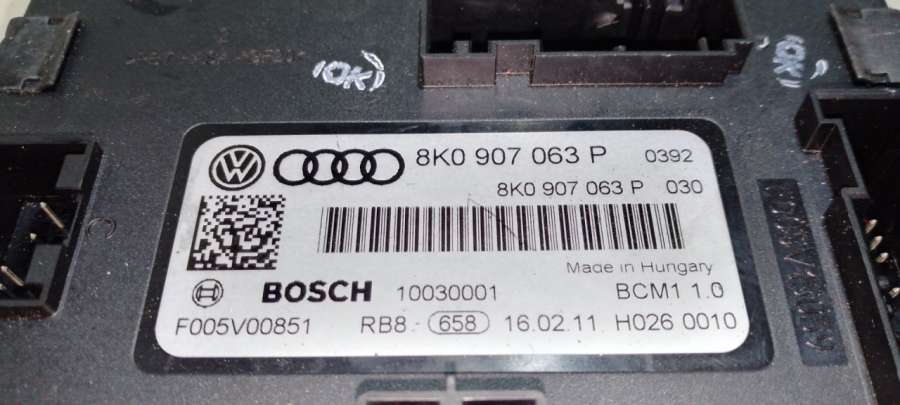 (OK)
(OK)
8K0 907 063 P 0392
8K0 907 063 P 030
Made in Hungary
BOSCH 10030001 BCM1 1.0
F005V00851 RB8.- 658 16.02.11 H026 0010
C